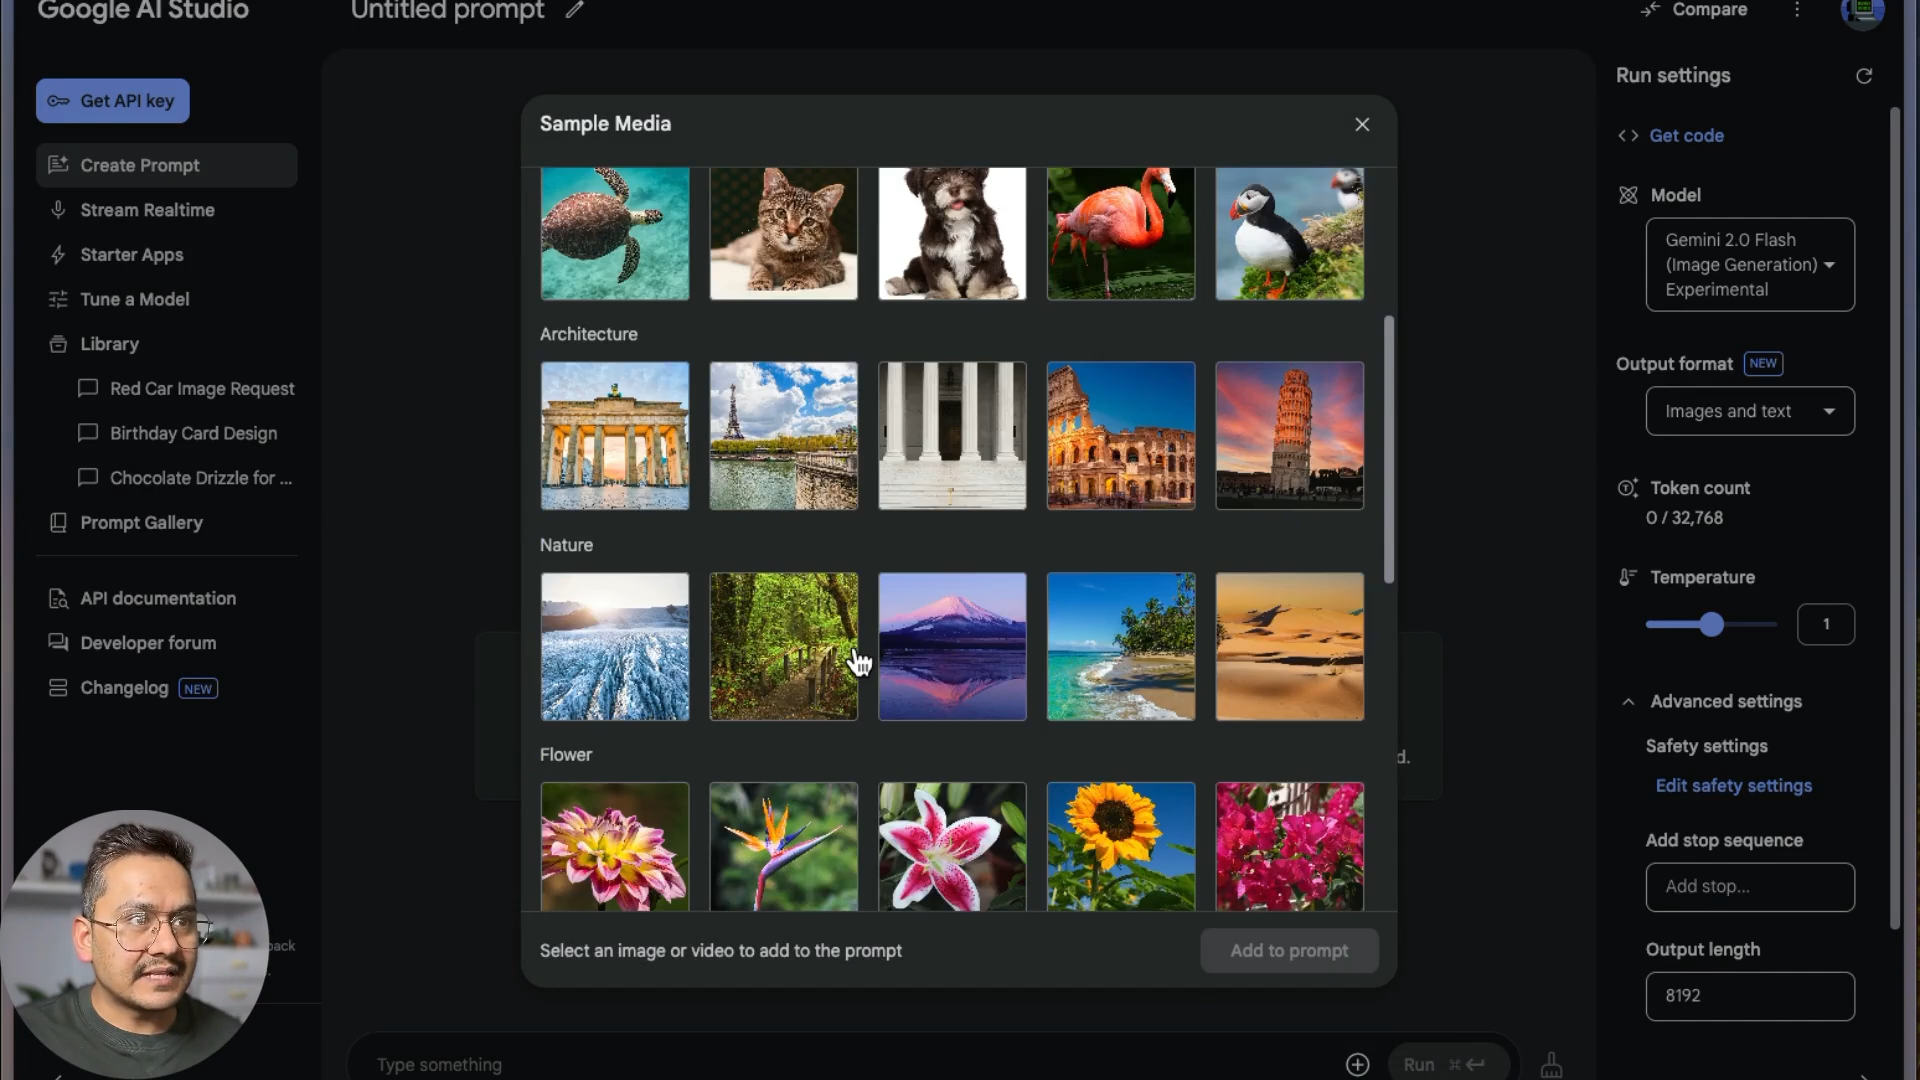 Google AI Studio
Untitled prompt
Compare
Get API key
Create Prompt
Stream Realtime
Starter Apps
Tune a Model
Library
Red Car Image Request
Birthday Card Design
Chocolate Drizzle for ...
Prompt Gallery
API documentation
Developer forum
Changelog NEW
Sample Media
Architecture
Nature
Flower
Select an image or video to add to the prompt
Add to prompt
d.
Type something
Run ⌘↵
Run settings
<> Get code
Model
Gemini 2.0 Flash
(Image Generation)
Experimental
Output format NEW
Images and text
Token count
0 / 32,768
Temperature
1
Advanced settings
Safety settings
Edit safety settings
Add stop sequence
Add stop...
Output length
8192